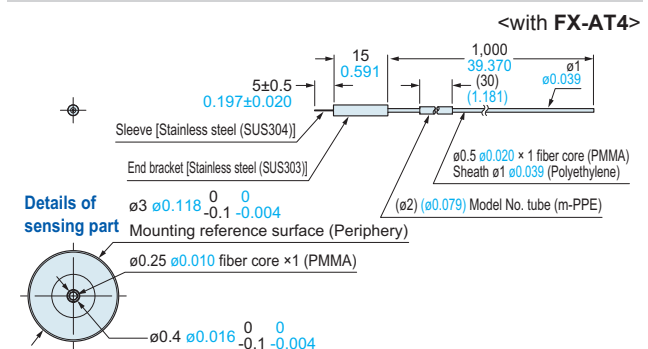 <with FX-AT4>
15
0.591
1,000
39.370
ø1
ø0.039
5±0.5
0.197±0.020
(30)
(1.181)
Sleeve [Stainless steel (SUS304)]
End bracket [Stainless steel (SUS303)]
ø0.5 ø0.020 × 1 fiber core (PMMA)
Sheath ø1 ø0.039 (Polyethylene)
(ø2) (ø0.079) Model No. tube (m-PPE)
Details of
sensing part
ø3 ø0.118 0 -0.1 0 -0.004
Mounting reference surface (Periphery)
ø0.25 ø0.010 fiber core ×1 (PMMA)
ø0.4 ø0.016 0 -0.1 0 -0.004